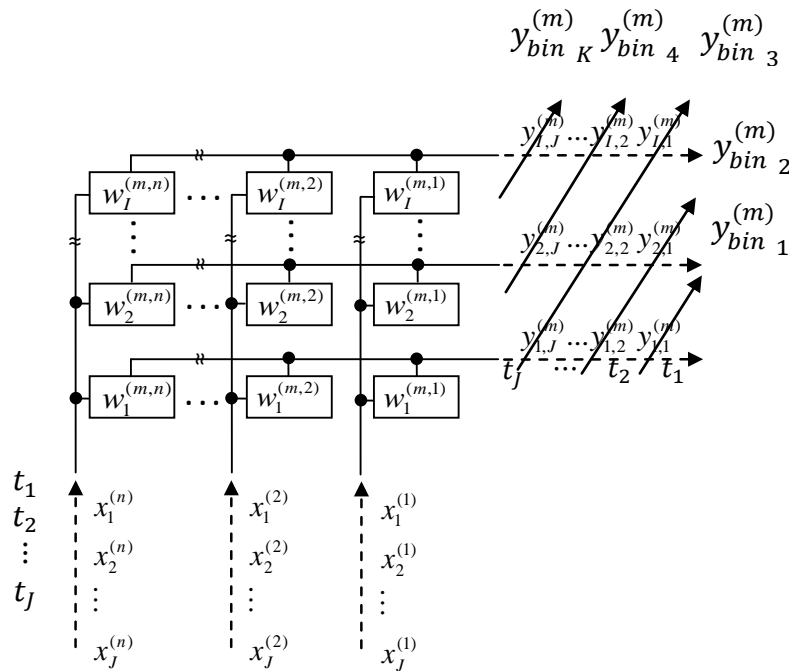 y_{bin K}^{(m)} y_{bin 4}^{(m)} y_{bin 3}^{(m)}
y_{I,J}^{(m)} ... y_{I,2}^{(m)} y_{I,1}^{(m)}
y_{bin 2}^{(m)}
w_I^{(m,n)} ... w_I^{(m,2)} w_I^{(m,1)}
y_{2,J}^{(m)} ... y_{2,2}^{(m)} y_{2,1}^{(m)}
y_{bin 1}^{(m)}
w_2^{(m,n)} ... w_2^{(m,2)} w_2^{(m,1)}
y_{1,J}^{(m)} ... y_{1,2}^{(m)} y_{1,1}^{(m)}
t_J ... t_2 t_1
w_1^{(m,n)} ... w_1^{(m,2)} w_1^{(m,1)}
t_1 x_1^{(n)} x_1^{(2)} x_1^{(1)}
t_2 x_2^{(n)} x_2^{(2)} x_2^{(1)}
⋮ ⋮ ⋮ ⋮
t_J x_J^{(n)} x_J^{(2)} x_J^{(1)}